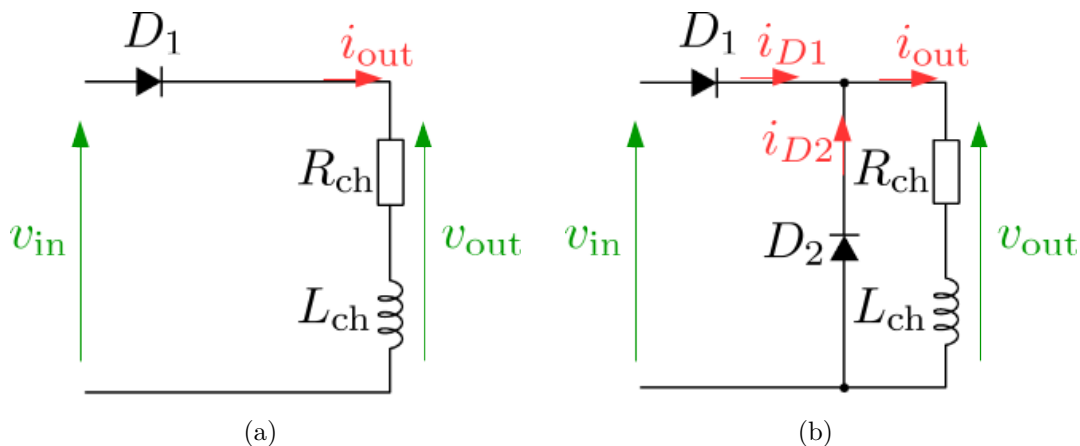 D1
iout
vin
Rch
vout
Lch
(a)
D1
iD1
iout
iD2
Rch
vin
D2
vout
Lch
(b)